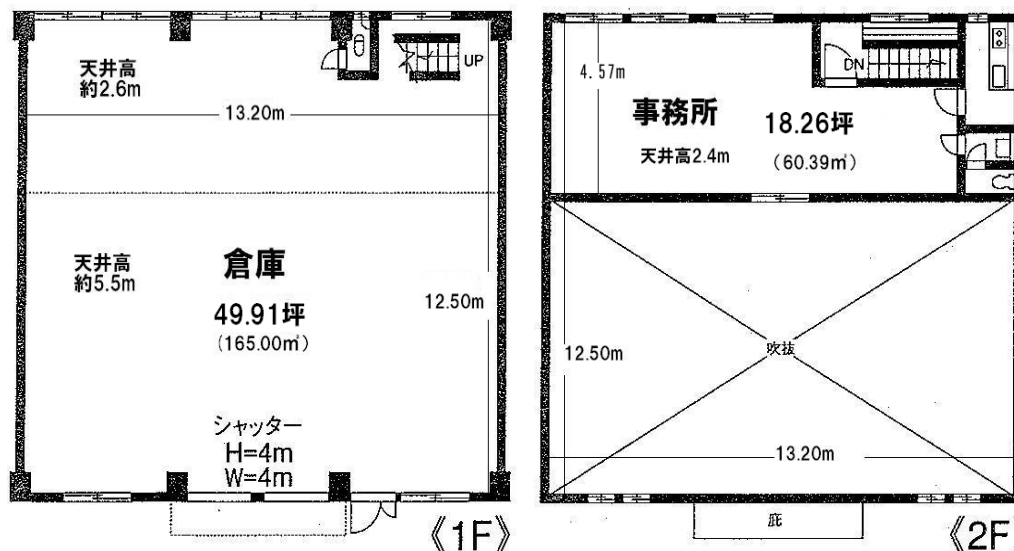 天井高
約2.6m
UP
13.20m
天井高
約5.5m
倉庫
49.91坪
(165.00㎡)
12.50m
シャッター
H=4m
W=4m
《1F》
4.57m
DN
事務所
18.26坪
天井高2.4m
(60.39㎡)
吹抜
12.50m
13.20m
庇
《2F